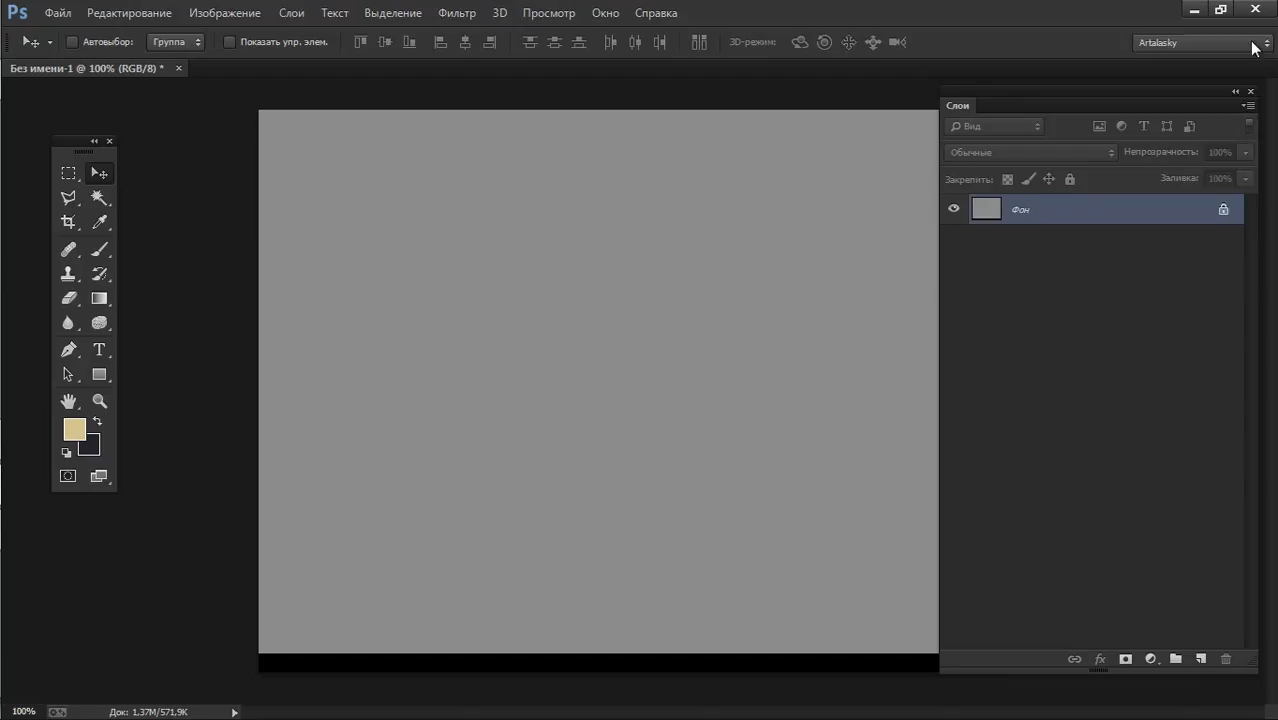 Ps Файл Редактирование Изображение Слои Текст Выделение Фильтр 3D Просмотр Окно Справка
Автовыбор: Группа Показать упр. элем. 3D-режим: Artalasky
Без имени-1 @ 100% (RGB/8) *
Слои
Вид
Обычные Непрозрачность: 100%
Закрепить: Заливка: 100%
Фон
100% Док: 1,37M/571,9K